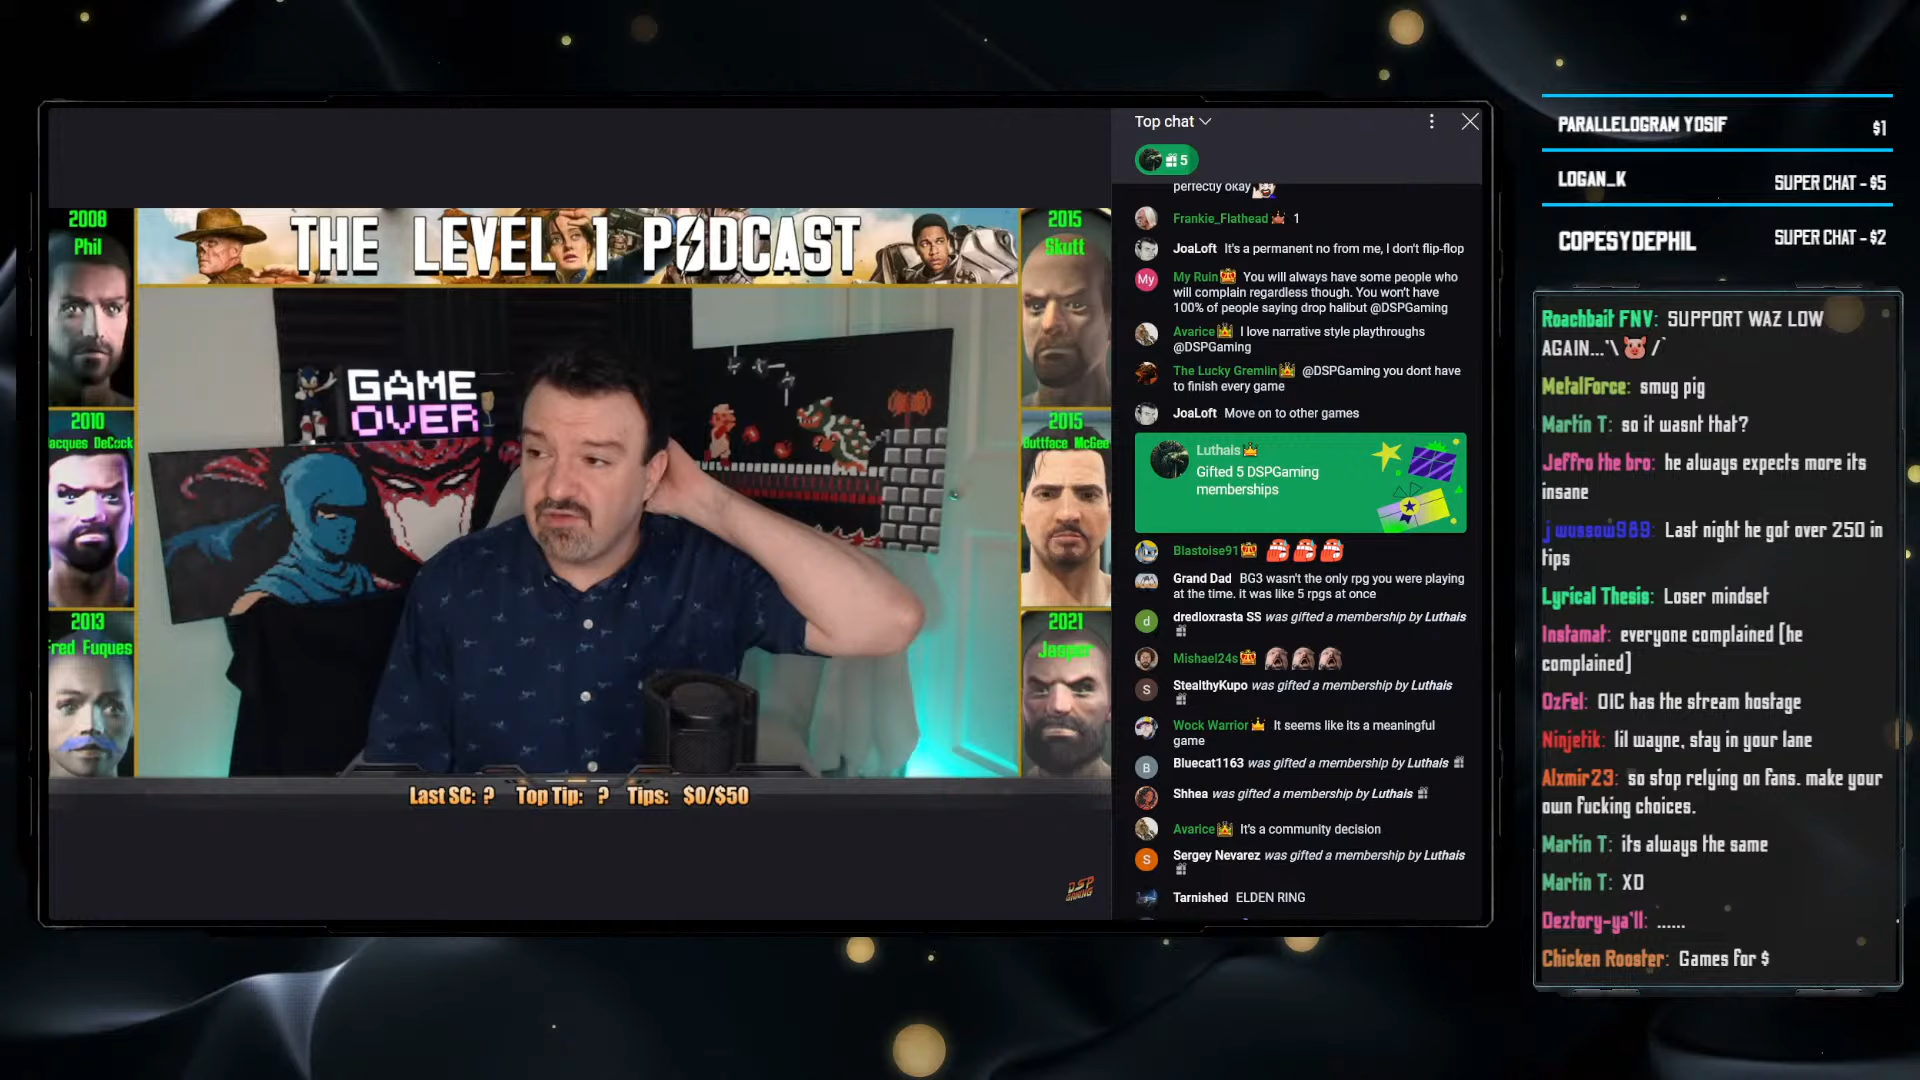 2008
Phil
2010
acques DeCock
2013
red Fuques
THE LEVEL 1 PODCAST
GAME
OVER
2015
Skutt
2015
Buttface McGee
2021
Jasper
Last SC: ? Top Tip: ? Tips: $0/$50
DSP
GAMING
Top chat
5
perfectly okay
Frankie_Flathead 1
JoaLoft It's a permanent no from me, I don't flip-flop
My
My Ruin You will always have some people who
will complain regardless though. You won't have
100% of people saying drop halibut @DSPGaming
Avarice I love narrative style playthroughs
@DSPGaming
The Lucky Gremlin @DSPGaming you dont have
to finish every game
JoaLoft Move on to other games
Luthais
Gifted 5 DSPGaming
memberships
Blastoise91
Grand Dad BG3 wasn't the only rpg you were playing
at the time. it was like 5 rpgs at once
d
dredloxrasta SS was gifted a membership by Luthais
Mishael24s
S
StealthyKupo was gifted a membership by Luthais
Wock Warrior It seems like its a meaningful
game
B
Bluecat1163 was gifted a membership by Luthais
Shhea was gifted a membership by Luthais
Avarice It's a community decision
S
Sergey Nevarez was gifted a membership by Luthais
Tarnished ELDEN RING
PARALLELOGRAM YOSIF $1
LOGAN_K SUPER CHAT - $5
COPESYDEPHIL SUPER CHAT - $2
Roachbait FNV: SUPPORT WAZ LOW
AGAIN...'\ 🐷 /`
MetalForce: smug pig
Martin T: so it wasnt that?
Jeffro the bro: he always expects more its
insane
j wussow989: Last night he got over 250 in
tips
Lyrical Thesis: Loser mindset
Instamat: everyone complained [he
complained]
OzFel: OIC has the stream hostage
Ninjetik: lil wayne, stay in your lane
Alxmir23: so stop relying on fans. make your
own fucking choices.
Martin T: its always the same
Martin T: XD
Deztory-ya'll: ......
Chicken Rooster: Games for $